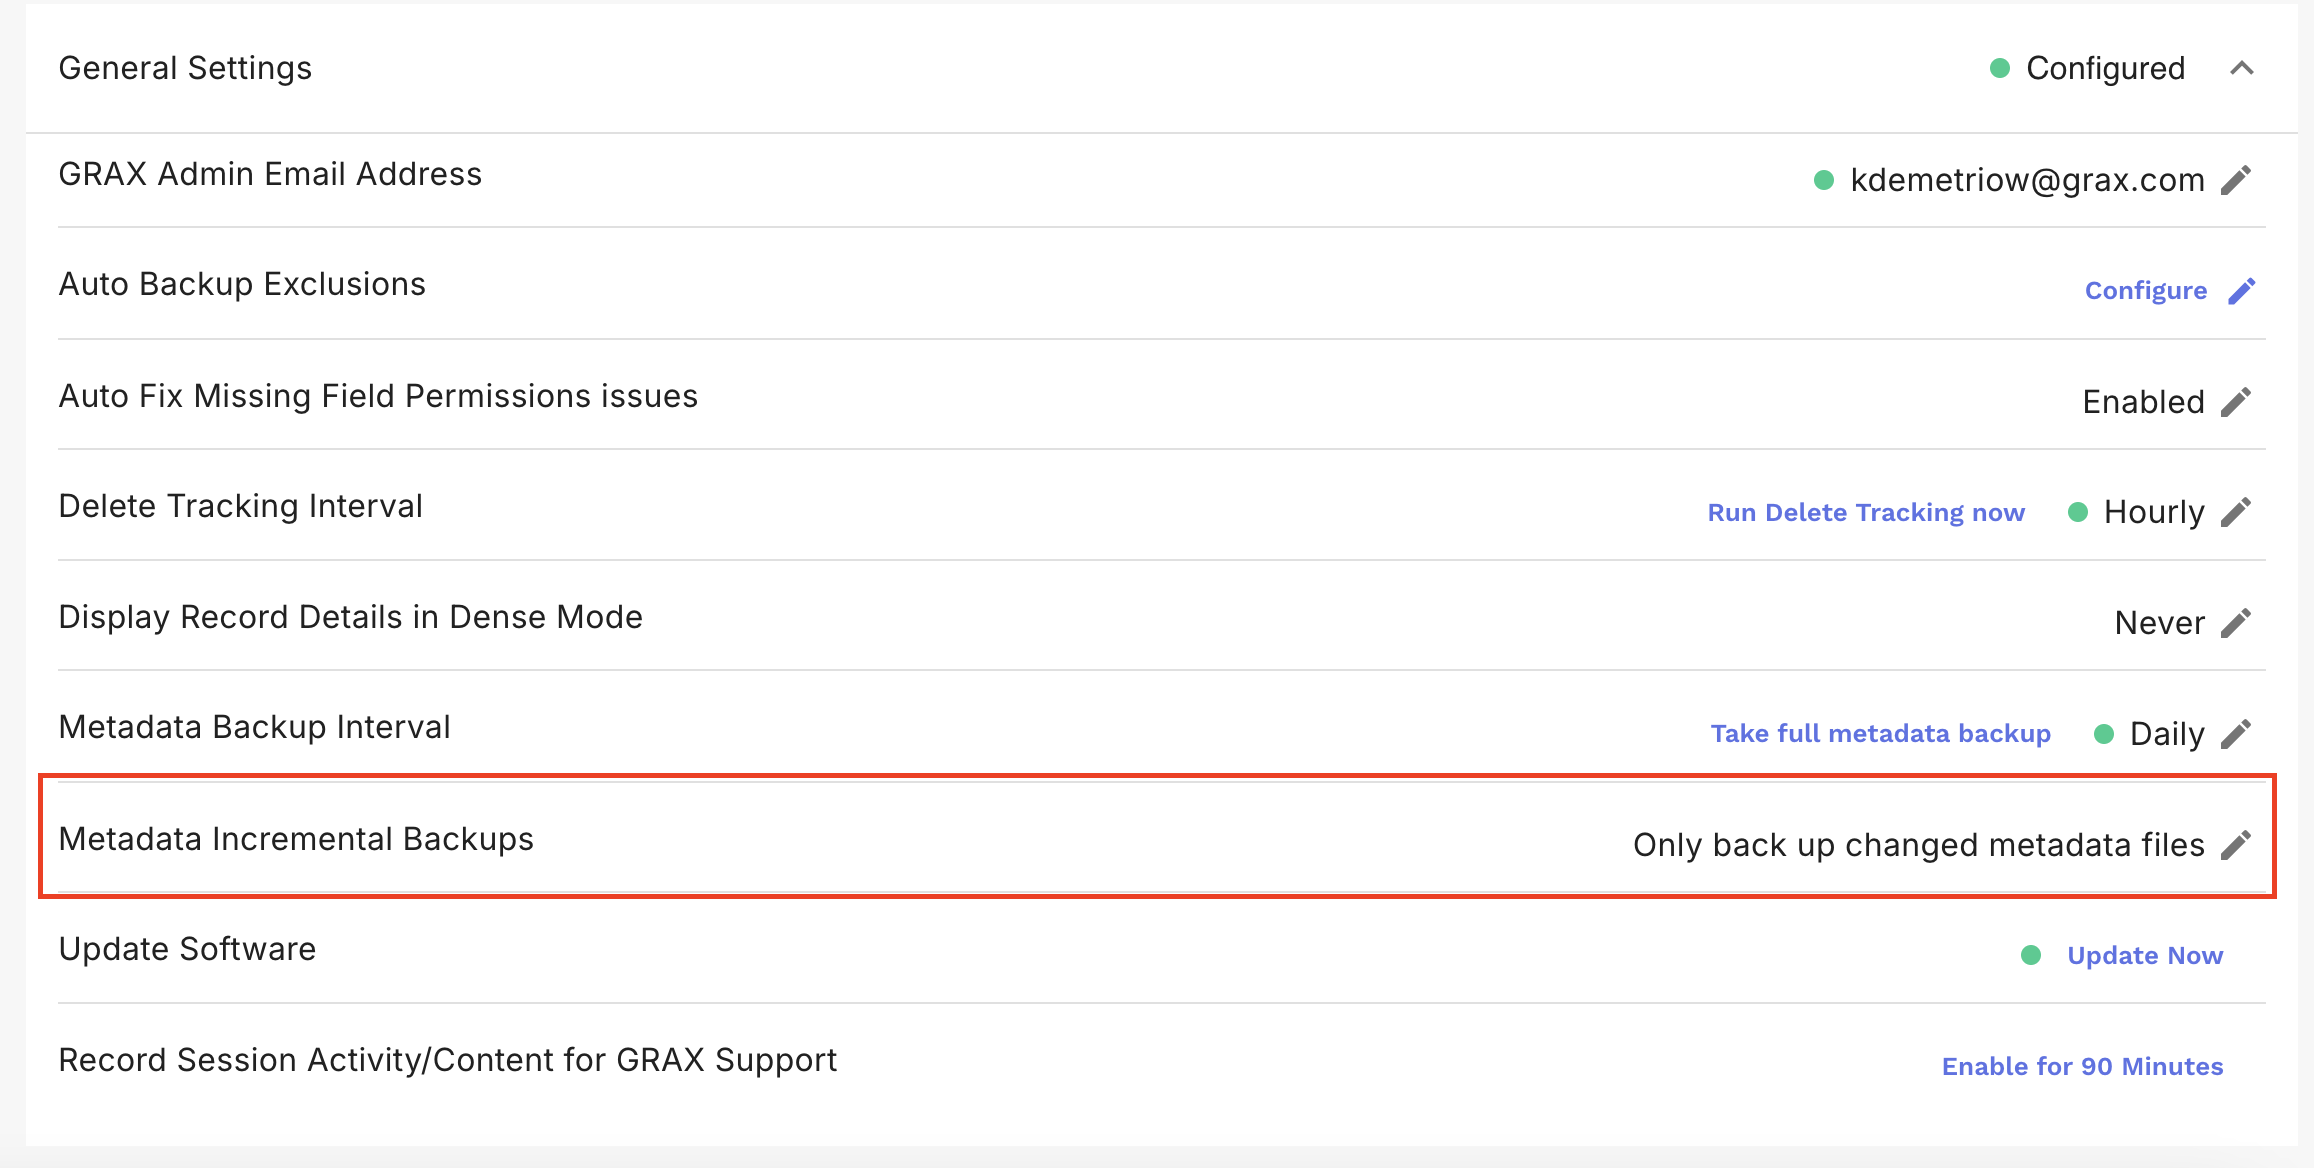 General Settings Configured
GRAX Admin Email Address kdemetriow@grax.com
Auto Backup Exclusions Configure
Auto Fix Missing Field Permissions issues Enabled
Delete Tracking Interval Run Delete Tracking now Hourly
Display Record Details in Dense Mode Never
Metadata Backup Interval Take full metadata backup Daily
Metadata Incremental Backups Only back up changed metadata files
Update Software Update Now
Record Session Activity/Content for GRAX Support Enable for 90 Minutes